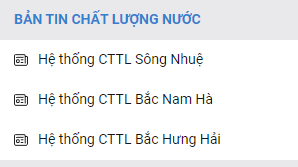 BẢN TIN CHẤT LƯỢNG NƯỚC
Hệ thống CTTL Sông Nhuệ
Hệ thống CTTL Bắc Nam Hà
Hệ thống CTTL Bắc Hưng Hải